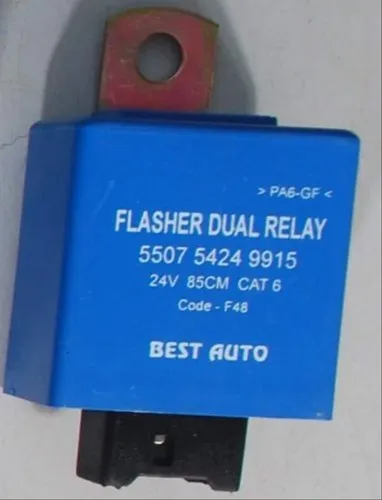 > PA6-GF <
FLASHER DUAL RELAY
5507 5424 9915
24V 85CM CAT 6
Code - F48
BEST AUTO